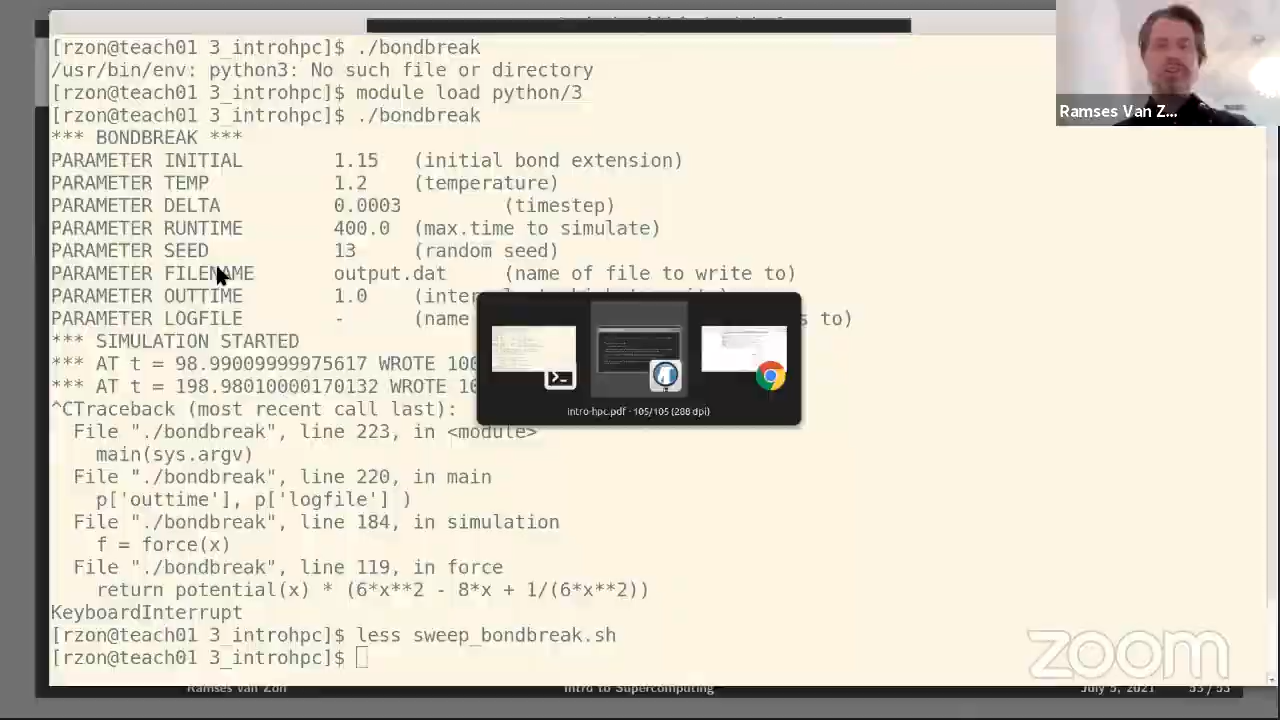 [rzon@teach01 3_introhpc]$ ./bondbreak
/usr/bin/env: python3: No such file or directory
[rzon@teach01 3_introhpc]$ module load python/3
[rzon@teach01 3_introhpc]$ ./bondbreak
*** BONDBREAK ***
PARAMETER INITIAL 1.15 (initial bond extension)
PARAMETER TEMP 1.2 (temperature)
PARAMETER DELTA 0.0003 (timestep)
PARAMETER RUNTIME 400.0 (max.time to simulate)
PARAMETER SEED 13 (random seed)
PARAMETER FILENAME output.dat (name of file to write to)
PARAMETER OUTTIME 1.0
PARAMETER LOGFILE - (name s to)
*** SIMULATION STARTED
*** AT t = 98.99009999975617 WROTE
*** AT t = 198.98010000170132 WROTE
^CTraceback (most recent call last):
File "./bondbreak", line 223, in <module>
main(sys.argv)
File "./bondbreak", line 220, in main
p['outtime'], p['logfile'] )
File "./bondbreak", line 184, in simulation
f = force(x)
File "./bondbreak", line 119, in force
return potential(x) * (6*x**2 - 8*x + 1/(6*x**2))
KeyboardInterrupt
[rzon@teach01 3_introhpc]$ less sweep_bondbreak.sh
[rzon@teach01 3_introhpc]$
intro-hpc.pdf - 105/105 (288 dpi)
Ramses Van Z...
zoom
Ramses van Zon Intro to Supercomputing July 5, 2021 53 / 53